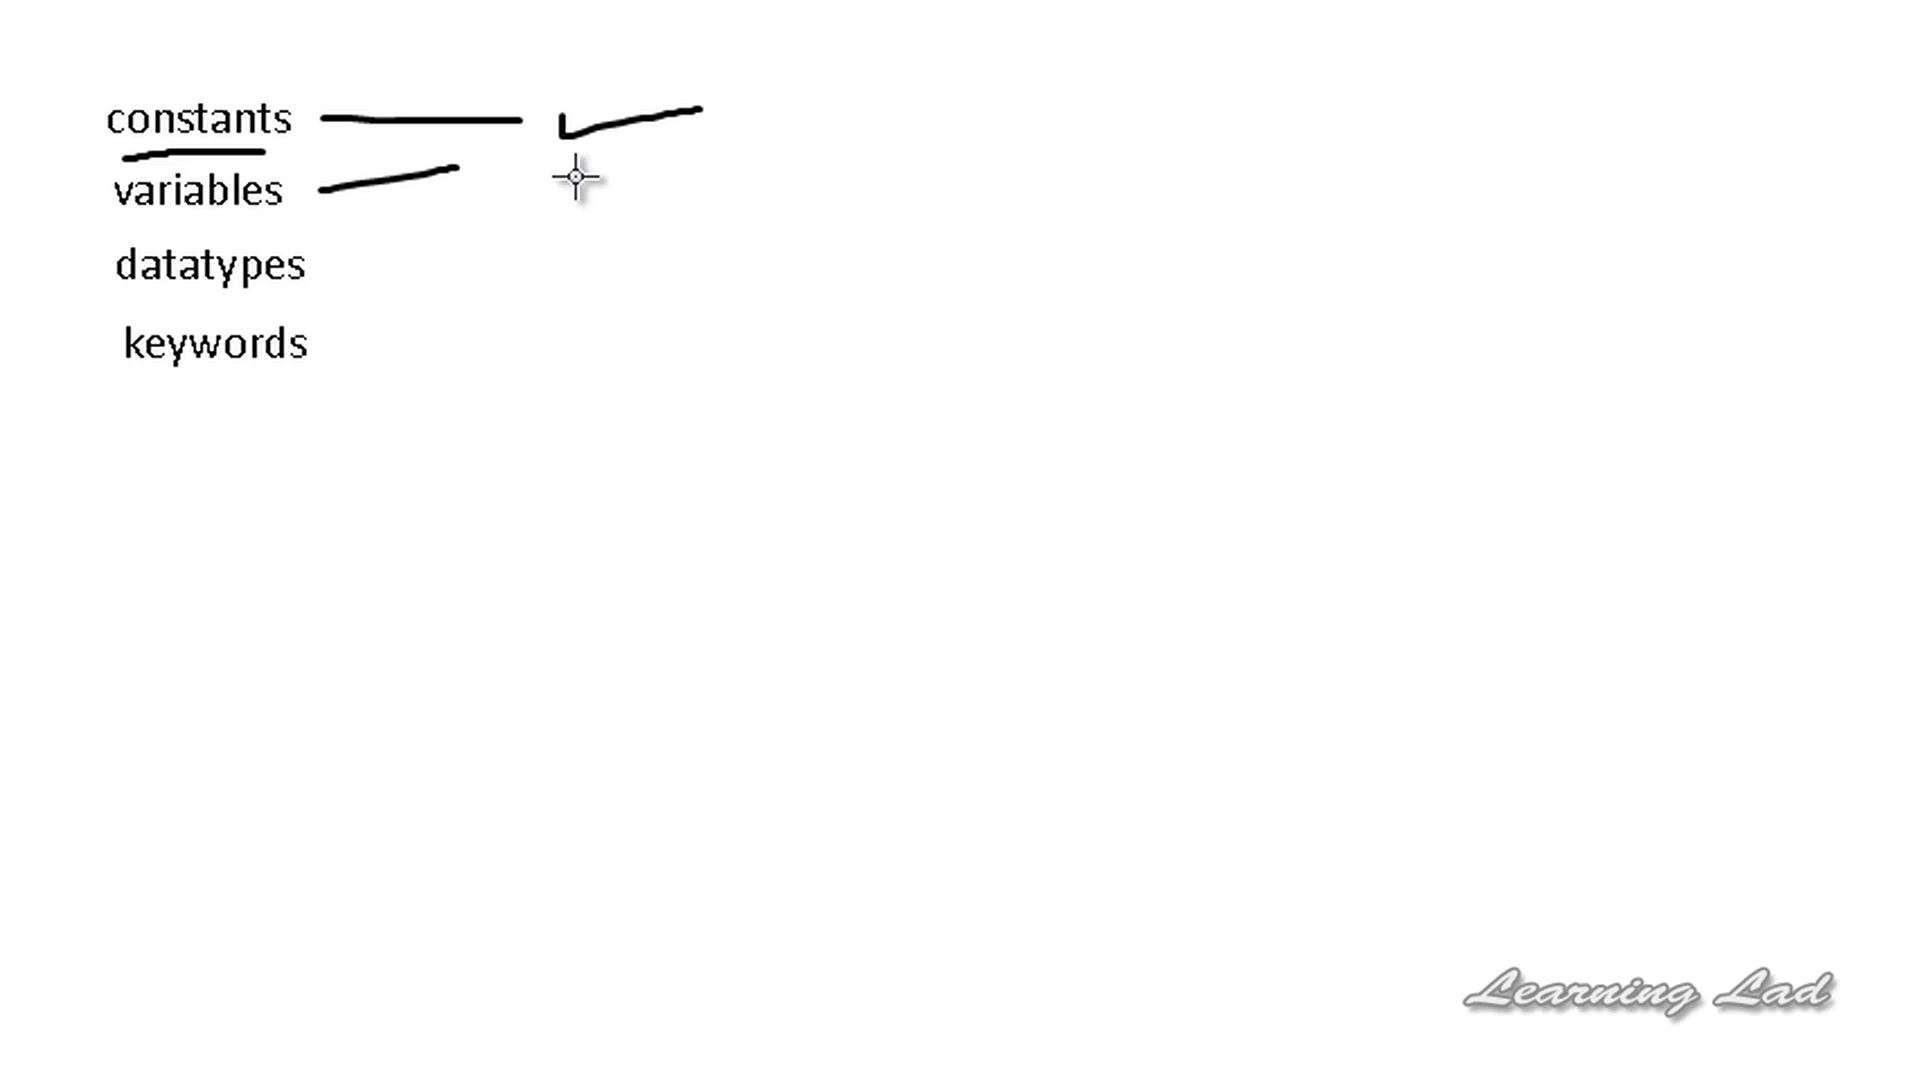 constants
variables
datatypes
keywords
Learning Lad